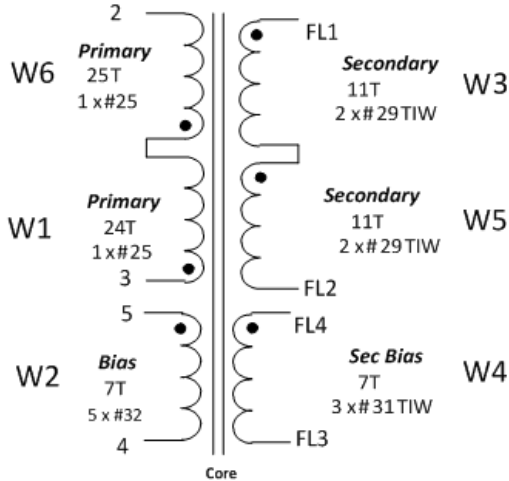 2
FL1
W6
Primary
25T
1 x #25
Secondary
11T
2 x # 29 TIW
W3
W1
Primary
24T
1 x #25
3
Secondary
11T
2 x #29 TIW
W5
FL2
5
FL4
W2
Bias
7T
5 x #32
4
Sec Bias
7T
3 x #31 TIW
W4
FL3
Core